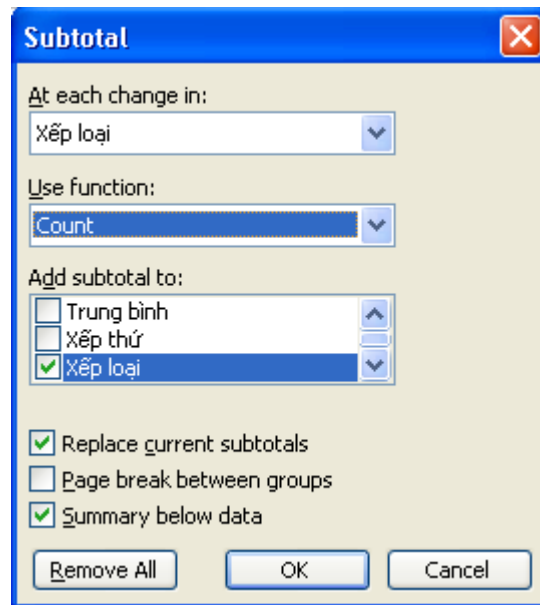 Subtotal
At each change in:
Xếp loại
Use function:
Count
Add subtotal to:
Trung bình
Xếp thứ
Xếp loại
Replace current subtotals
Page break between groups
Summary below data
Remove All OK Cancel